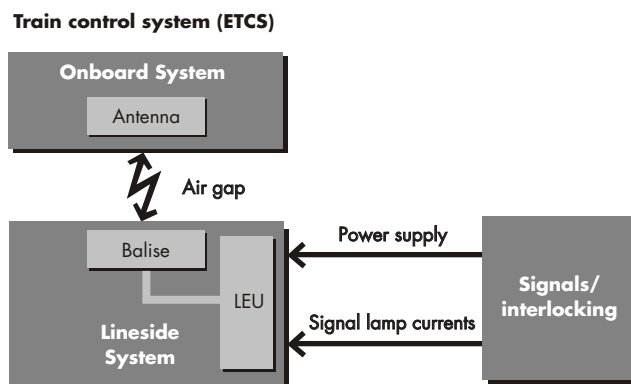 Train control system (ETCS)
Onboard System
Antenna
Air gap
Balise
LEU
Lineside
System
Power supply
Signal lamp currents
Signals/
interlocking